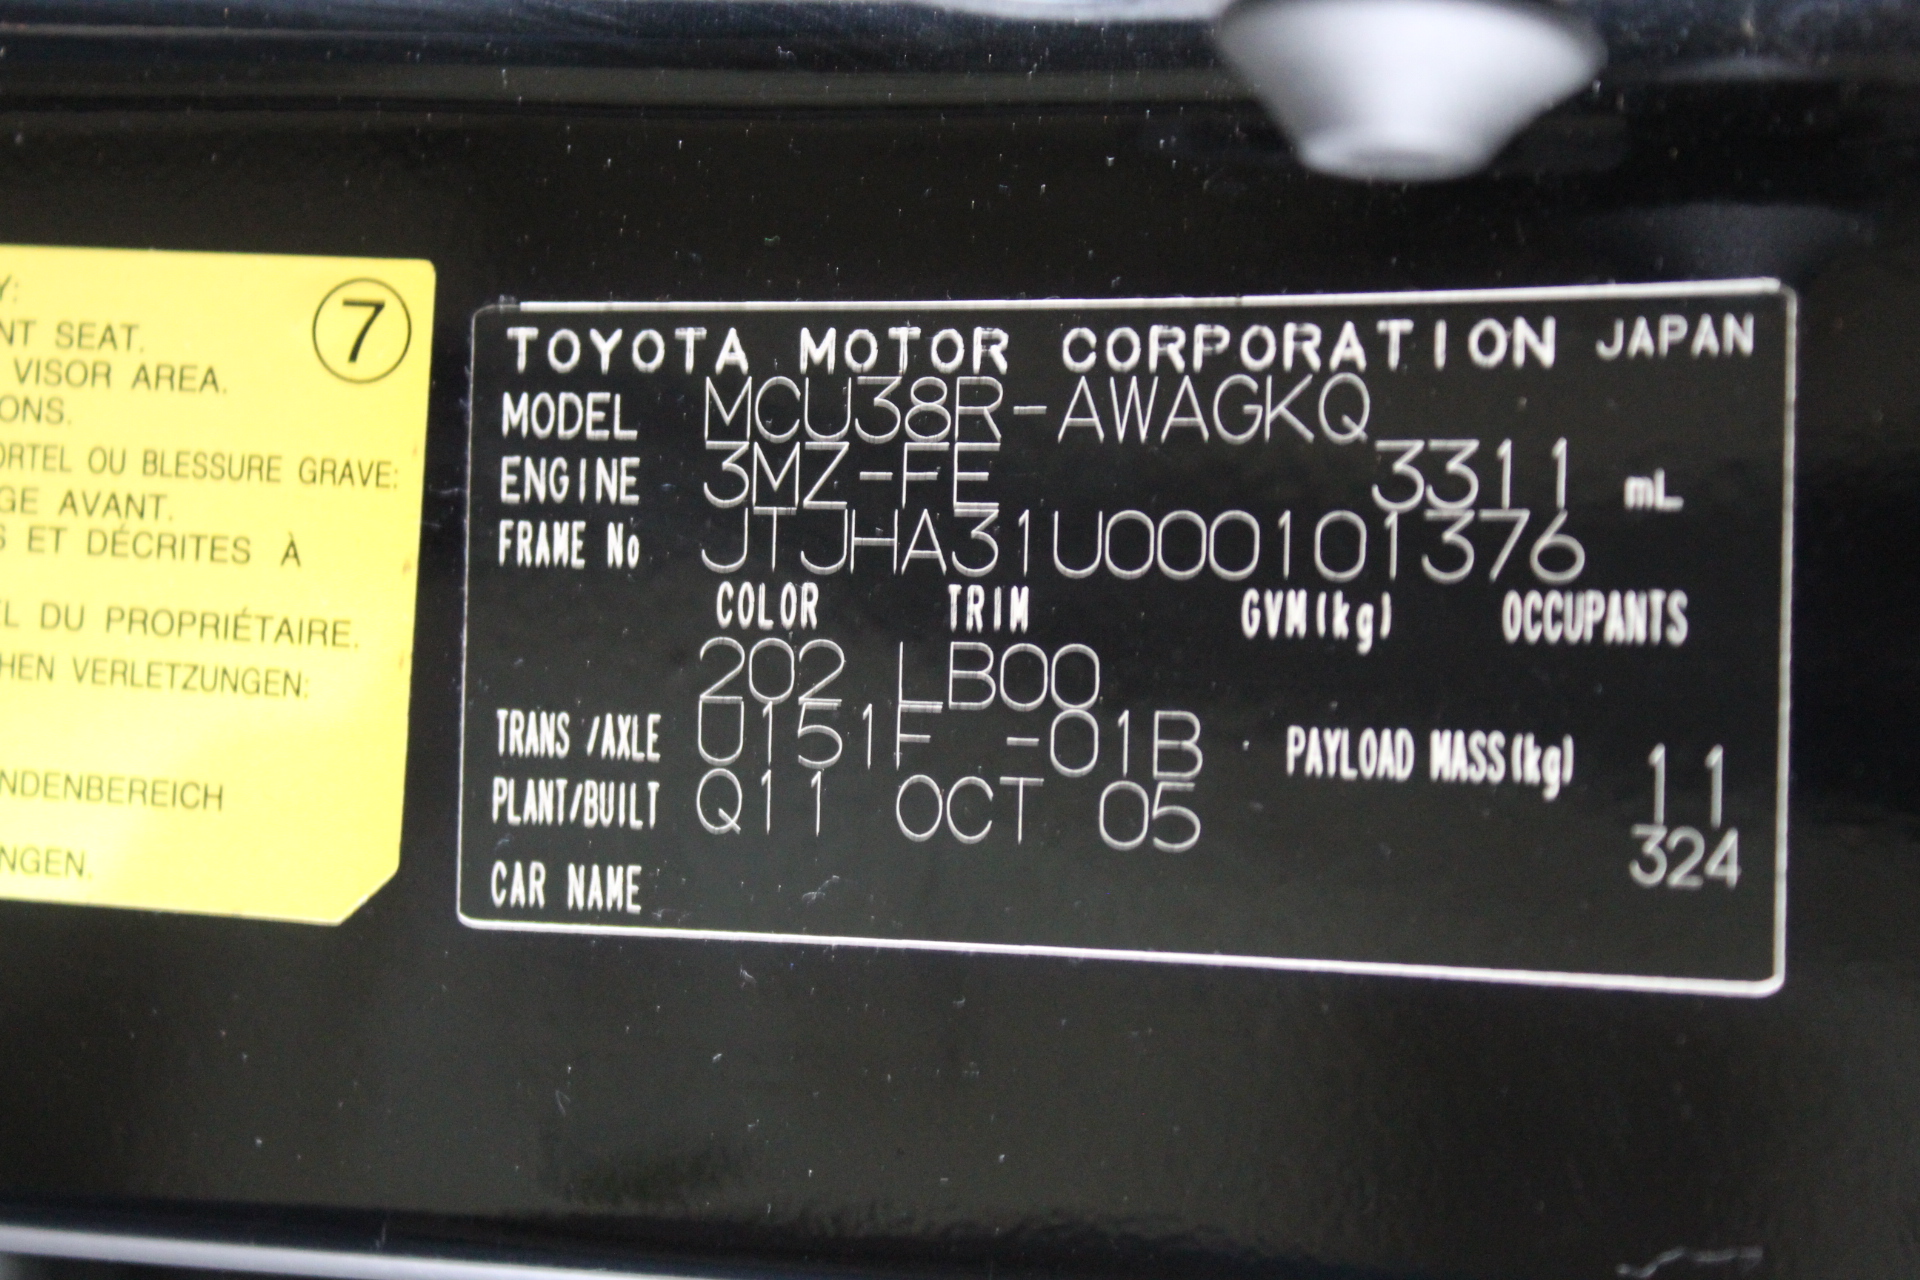 Y:
NT SEAT.
VISOR AREA.
ONS.
ORTEL OU BLESSURE GRAVE:
GE AVANT.
S ET DÉCRITES À
EL DU PROPRIÉTAIRE.
HEN VERLETZUNGEN:
NDENBEREICH
NGEN.
7
TOYOTA MOTOR CORPORATION JAPAN
MODEL MCU38R-AWAGKQ
ENGINE 3MZ-FE 3311 mL
FRAME No JTJHA31U000101376
COLOR TRIM GVM(kg) OCCUPANTS
202 LB00
TRANS/AXLE U151F -01B PAYLOAD MASS(kg) 11
PLANT/BUILT Q11 OCT 05
324
CAR NAME